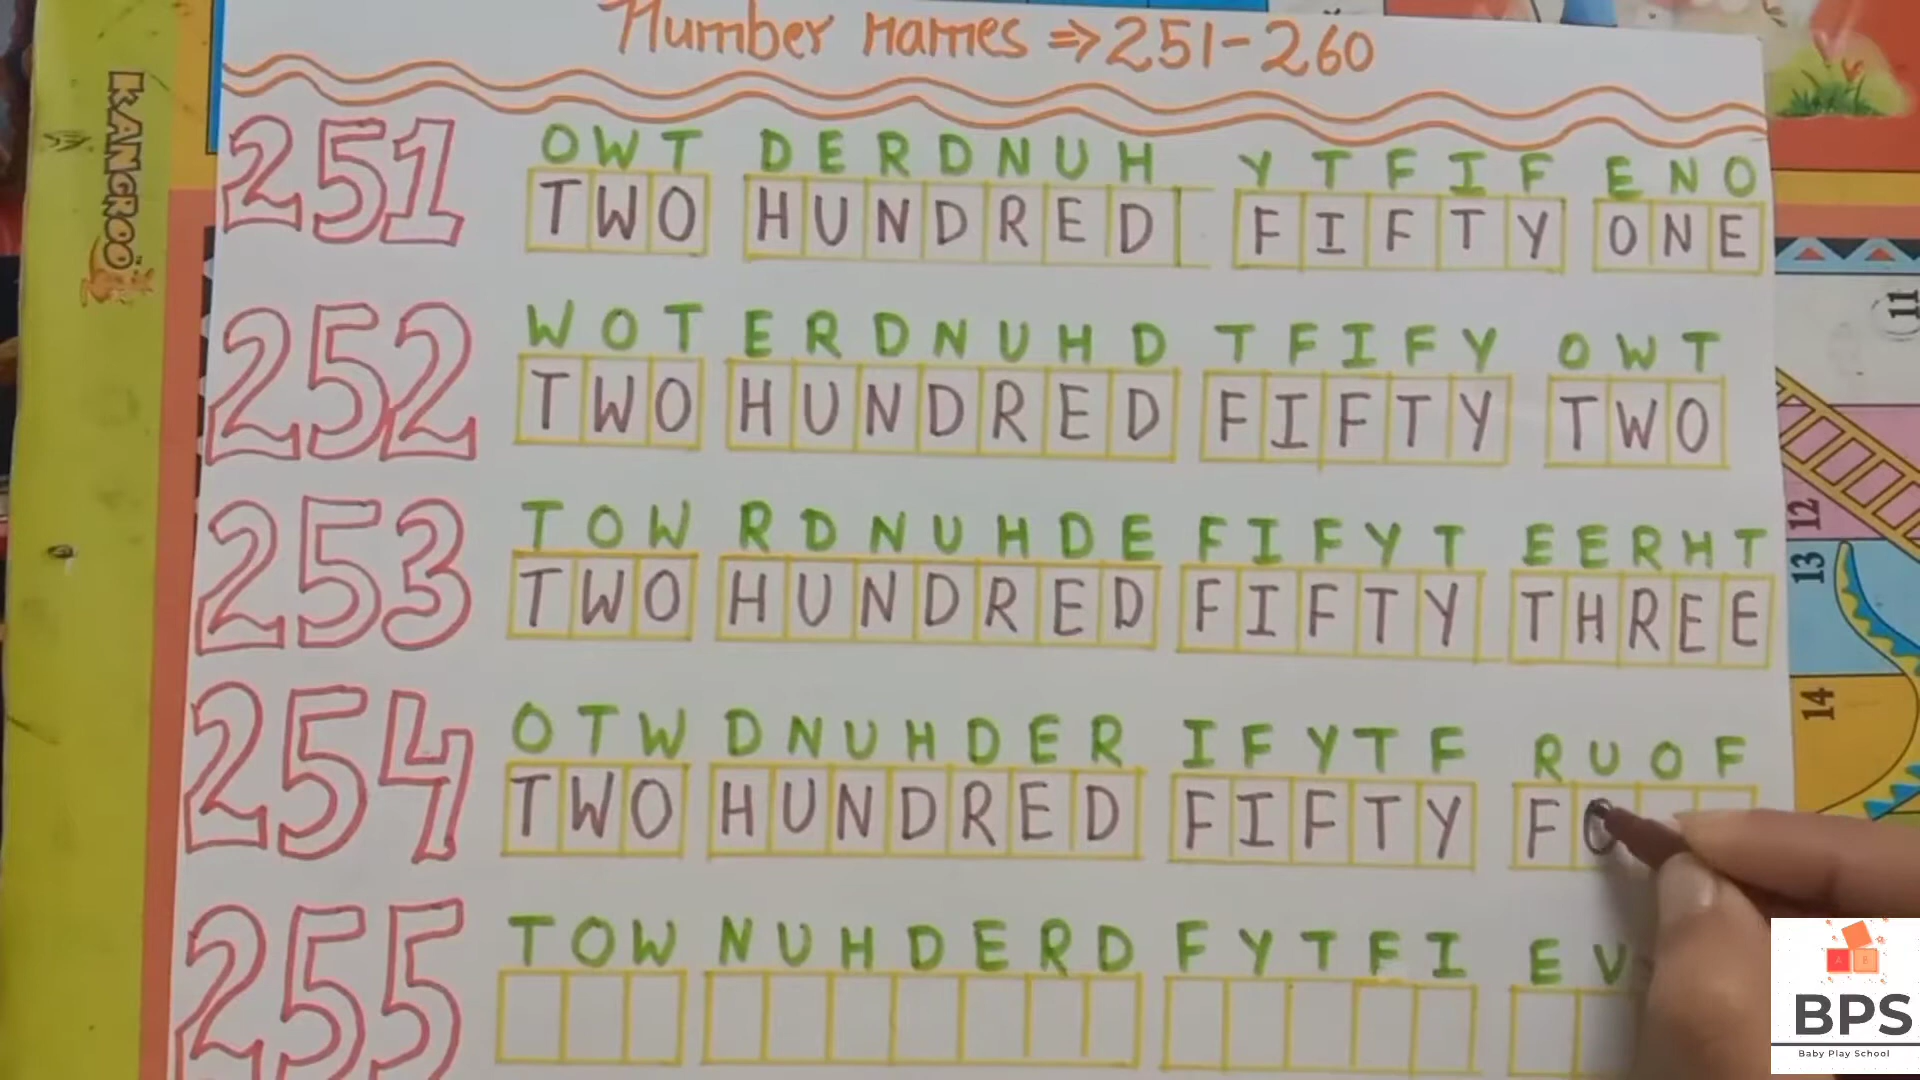 Number names ⇒ 251-260
KANGROO
251 OWT DERDNUH YTFIF ENO
TWO HUNDRED FIFTY ONE
11
252 WOT ERDNUHD TFIFY OWT
TWO HUNDRED FIFTY TWO
12
253 TOW RDNUHDE FIFYT EERHT
TWO HUNDRED FIFTY THREE
13
254 OTW DNUHDER IFYTF RUOF
TWO HUNDRED FIFTY FO
14
255 TOW NUHDERD FYTFI EV
BPS
Baby Play School